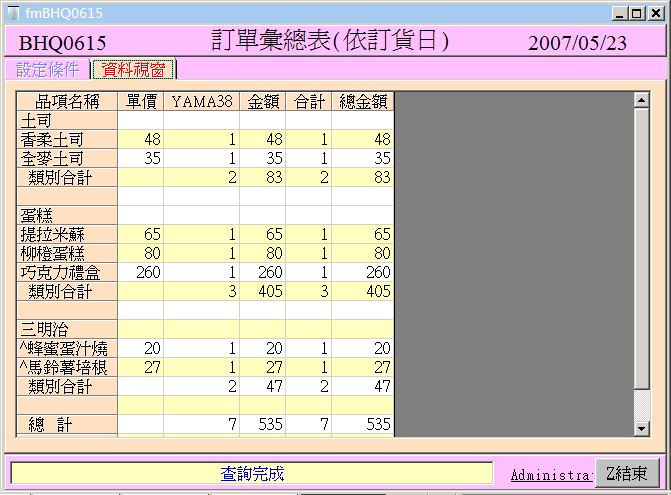 fmBHQ0615
BHQ0615 訂單彙總表(依訂貨日) 2007/05/23
設定條件 資料視窗
品項名稱 單價 YAMA38 金額 合計 總金額
土司
香柔土司 48 1 48 1 48
全麥土司 35 1 35 1 35
類別合計 2 83 2 83
蛋糕
提拉米蘇 65 1 65 1 65
柳橙蛋糕 80 1 80 1 80
巧克力禮盒 260 1 260 1 260
類別合計 3 405 3 405
三明治
^蜂蜜蛋汁燒 20 1 20 1 20
^馬鈴薯培根 27 1 27 1 27
類別合計 2 47 2 47
總 計 7 535 7 535
查詢完成 Administra Z結束